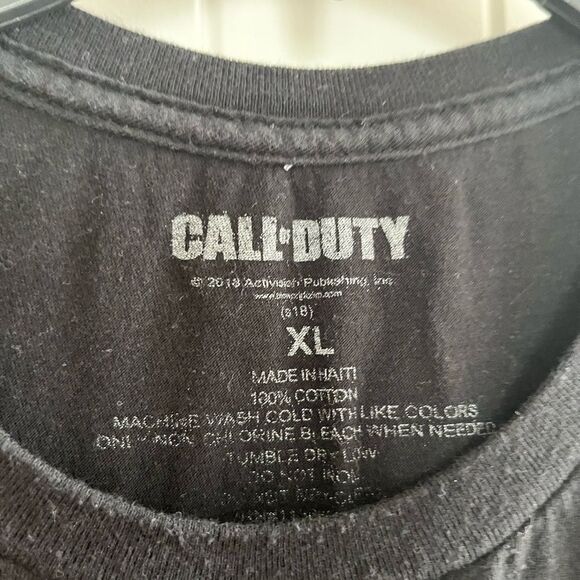 CALL OF DUTY
© 2018 Activision Publishing, Inc.
(s18)
XL
MADE IN HAITI
100% COTTON
MACHINE WASH COLD WITH LIKE COLORS
ONLY NON CHLORINE BLEACH WHEN NEEDED
TUMBLE DRY LOW
DO NOT IRON